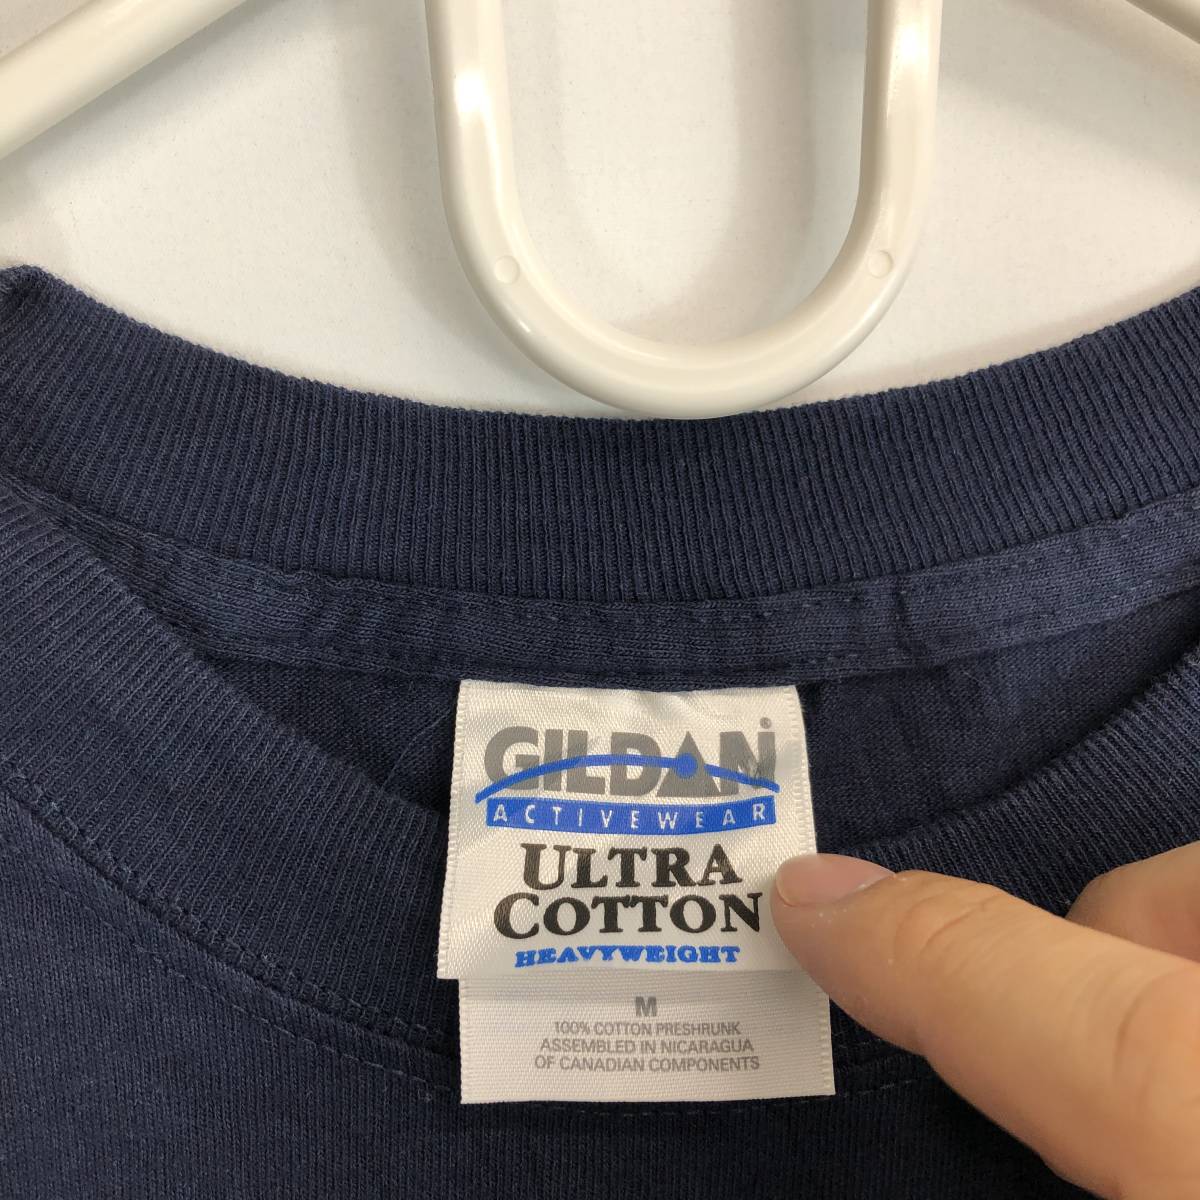 GILDAN®
ACTIVEWEAR
ULTRA
COTTON
HEAVYWEIGHT
M
100% COTTON PRESHRUNK
ASSEMBLED IN NICARAGUA
OF CANADIAN COMPONENTS